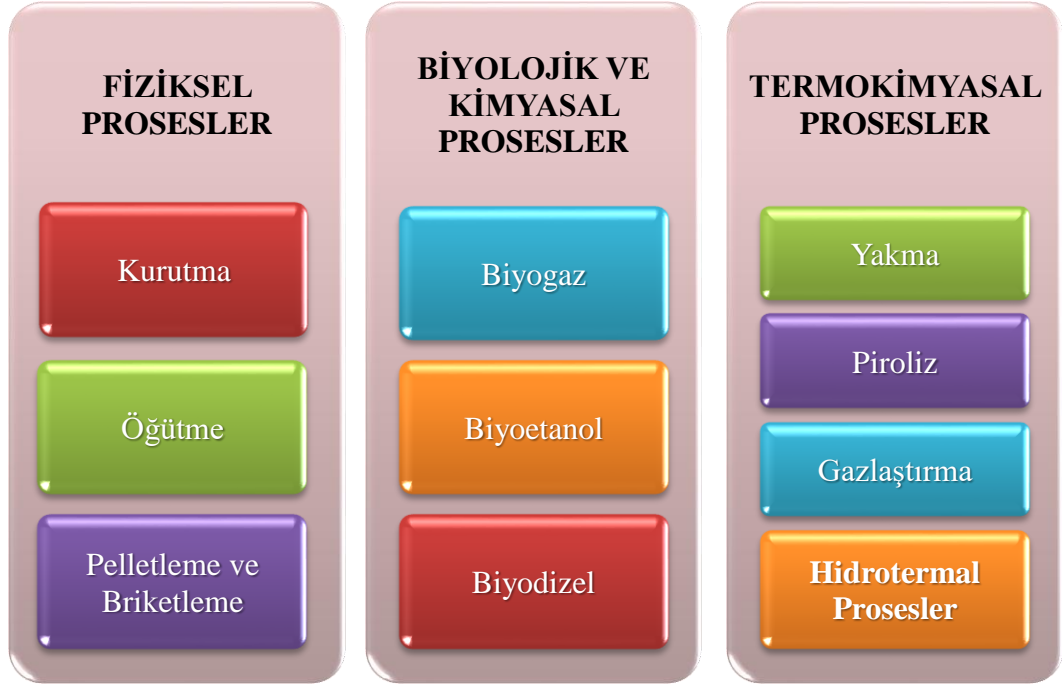 FİZİKSEL
PROSESLER
Kurutma
Öğütme
Pelletleme ve
Briketleme
BİYOLOJİK VE
KİMYASAL
PROSESLER
Biyogaz
Biyoetanol
Biyodizel
TERMOKİMYASAL
PROSESLER
Yakma
Piroliz
Gazlaştırma
Hidrotermal
Prosesler